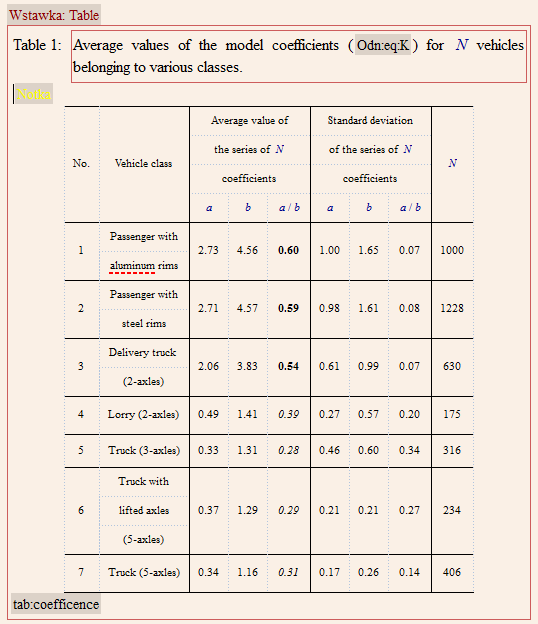 Wstawka: Table
Table 1: Average values of the model coefficients ( Odn:eq:K ) for N vehicles
belonging to various classes.
Notka
No. Vehicle class Average value of the series of N coefficients Standard deviation of the series of N coefficients N
a b a / b a b a / b
1 Passenger with aluminum rims 2.73 4.56 0.60 1.00 1.65 0.07 1000
2 Passenger with steel rims 2.71 4.57 0.59 0.98 1.61 0.08 1228
3 Delivery truck (2-axles) 2.06 3.83 0.54 0.61 0.99 0.07 630
4 Lorry (2-axles) 0.49 1.41 0.39 0.27 0.57 0.20 175
5 Truck (3-axles) 0.33 1.31 0.28 0.46 0.60 0.34 316
6 Truck with lifted axles (5-axles) 0.37 1.29 0.29 0.21 0.21 0.27 234
7 Truck (5-axles) 0.34 1.16 0.31 0.17 0.26 0.14 406
tab:coefficence